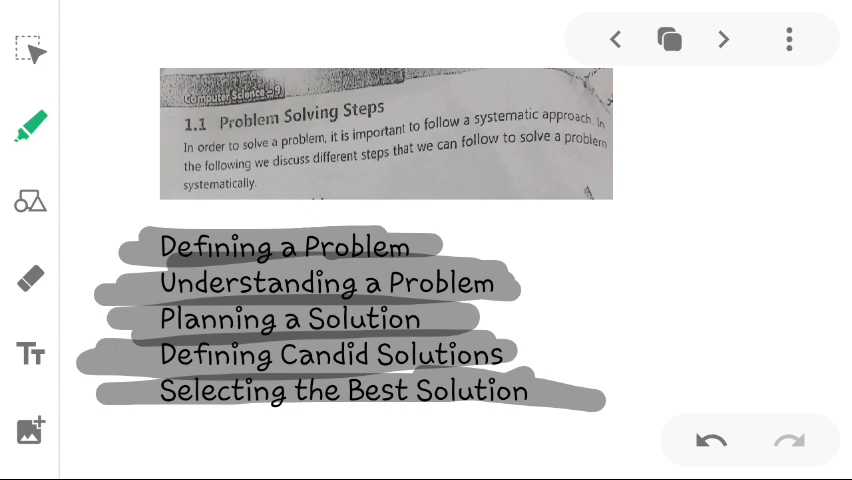 Computer Science – 9
1.1 Problem Solving Steps
In order to solve a problem, it is important to follow a systematic approach. In
the following we discuss different steps that we can follow to solve a problem
systematically.
Defining a Problem
Understanding a Problem
Planning a Solution
Defining Candid Solutions
Selecting the Best Solution